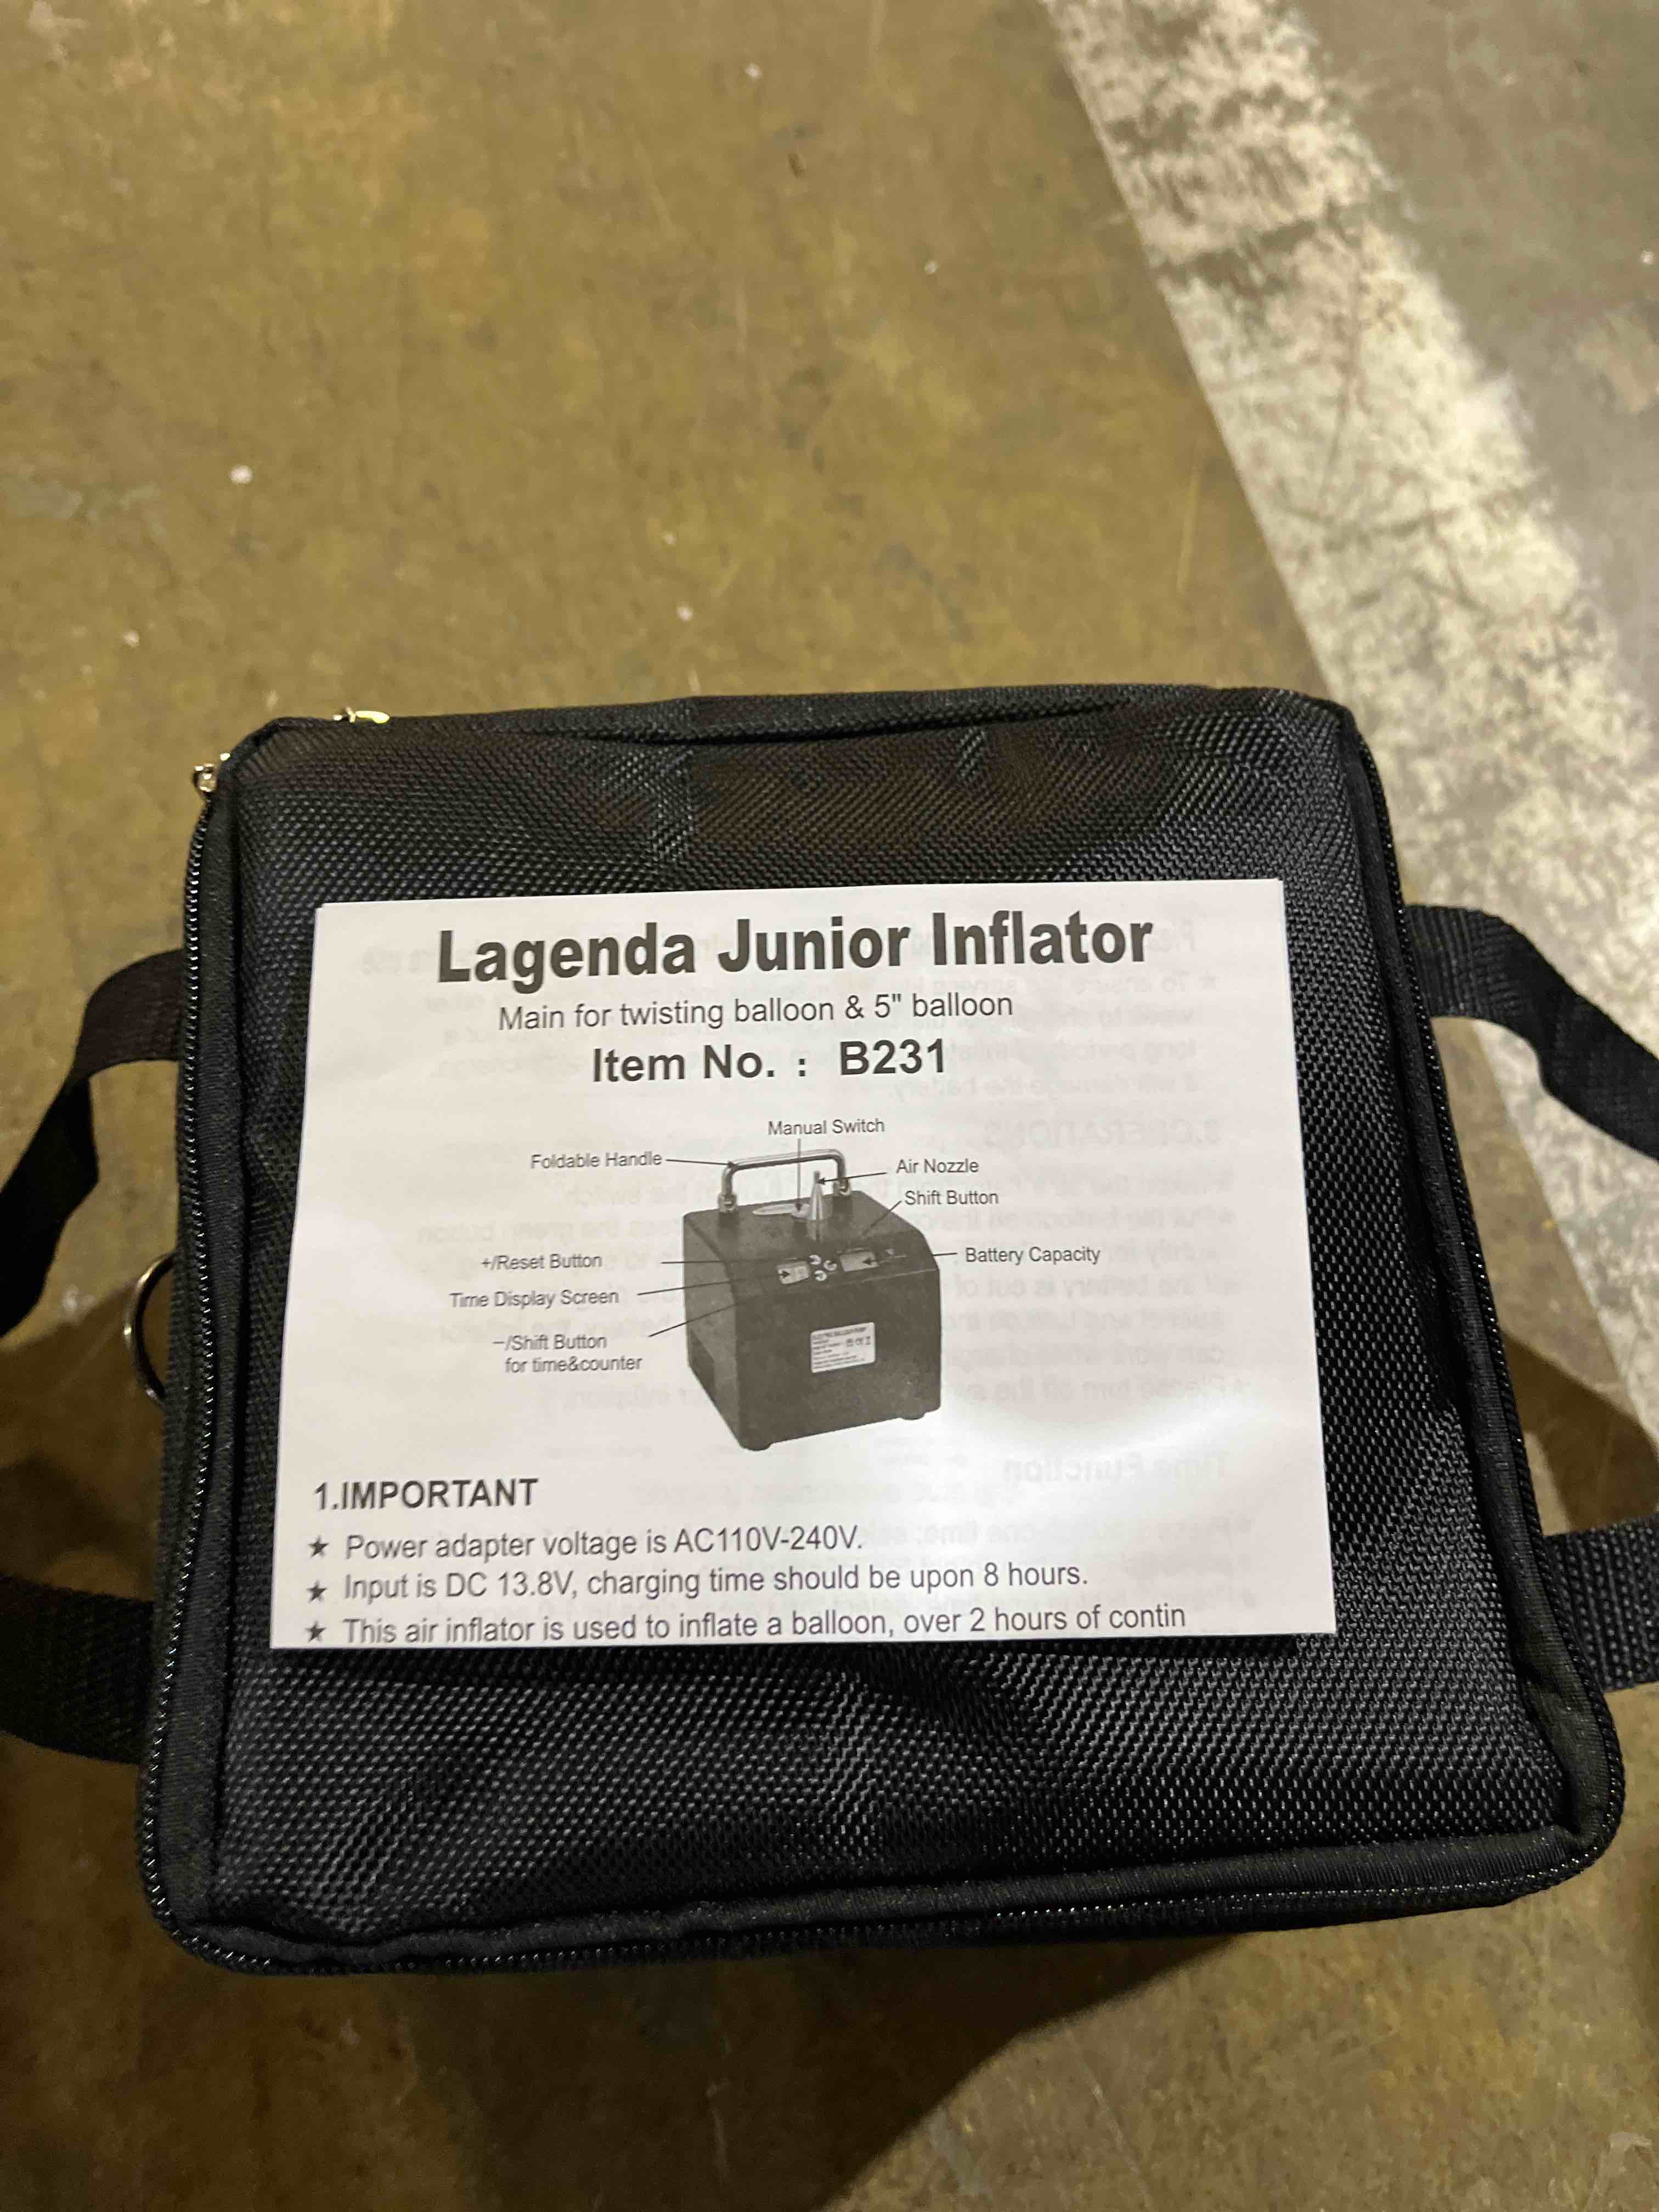 Lagenda Junior Inflator
Main for twisting balloon & 5" balloon
Item No. : B231
Manual Switch
Foldable Handle
Air Nozzle
Shift Button
+/Reset Button
Battery Capacity
Time Display Screen
−/Shift Button
for time&counter
1.IMPORTANT
★ Power adapter voltage is AC110V-240V.
★ Input is DC 13.8V, charging time should be upon 8 hours.
★ This air inflator is used to inflate a balloon, over 2 hours of contin